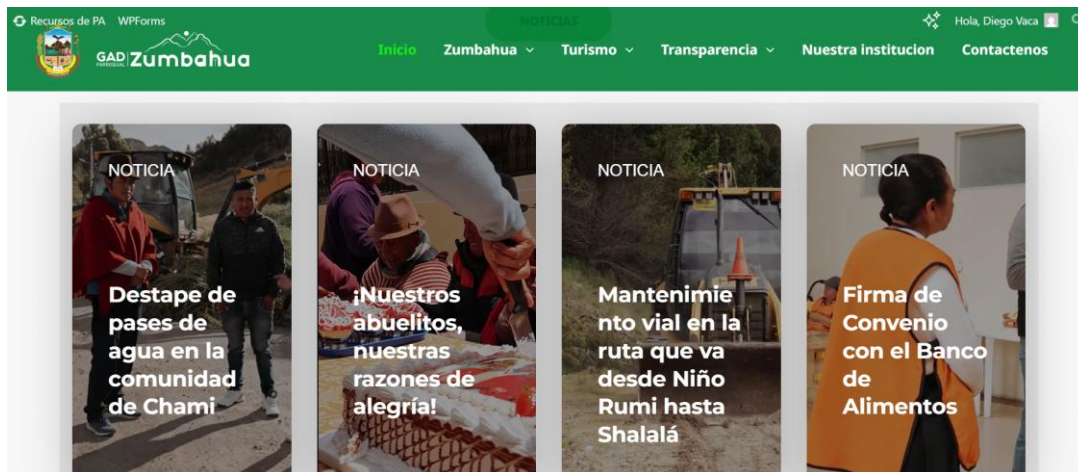 Recursos de PA WPForms Hola, Diego Vaca
NOTICIAS
GAD PARROQUIAL Zumbahua
Inicio Zumbahua Turismo Transparencia Nuestra institucion Contactenos
NOTICIA
Destape de
pases de
agua en la
comunidad
de Chami
NOTICIA
¡Nuestros
abuelitos,
nuestras
razones de
alegría!
NOTICIA
Mantenimie
nto vial en la
ruta que va
desde Niño
Rumi hasta
Shalalá
NOTICIA
Firma de
Convenio
con el Banco
de
Alimentos